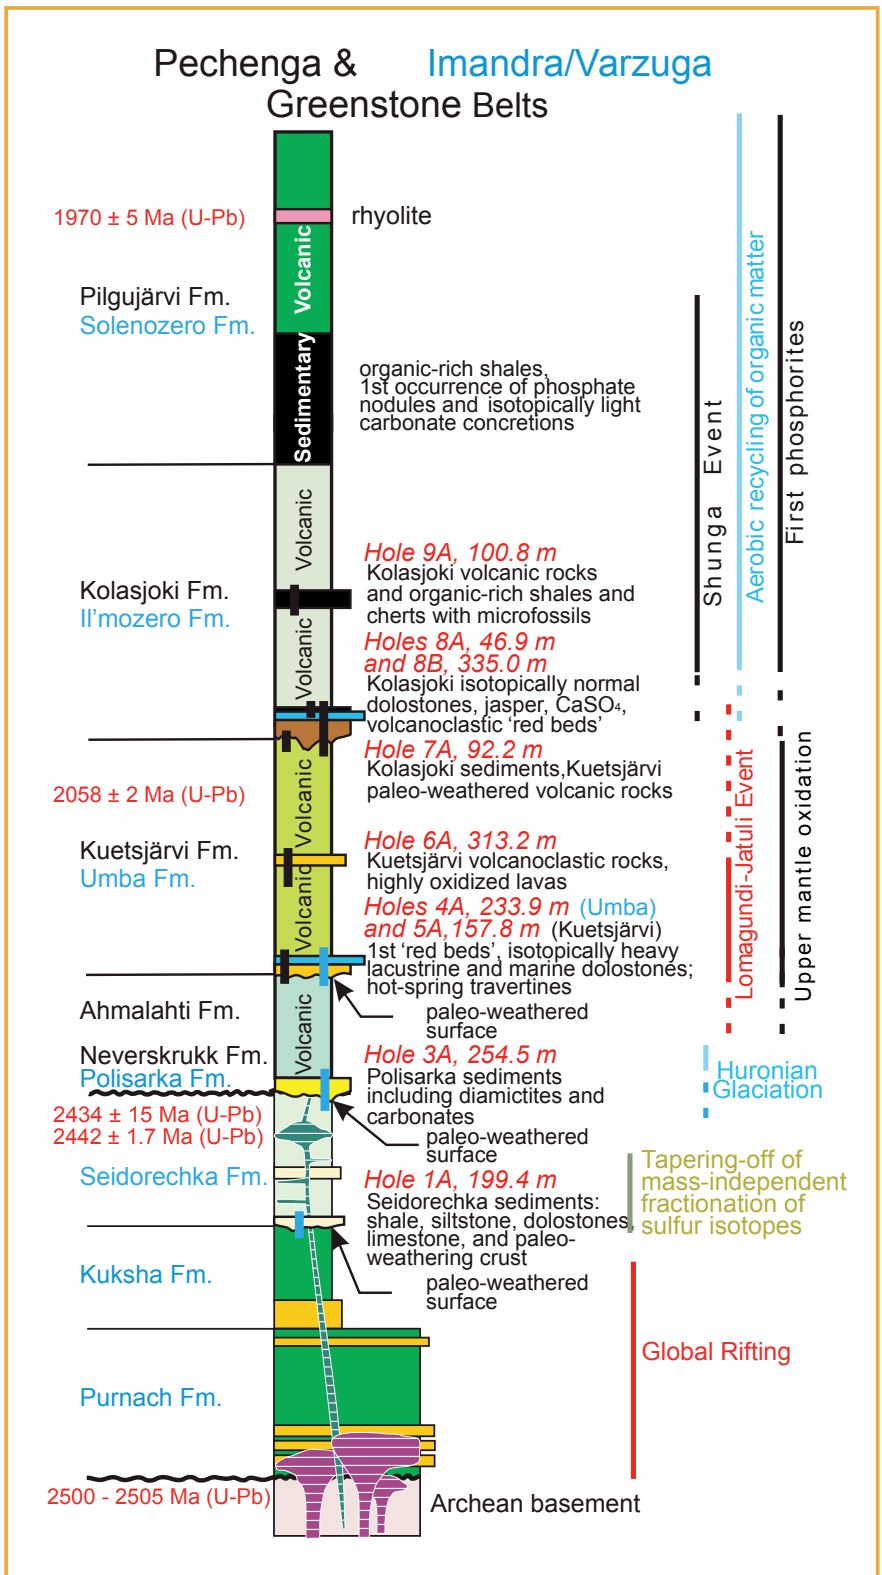 Pechenga & Imandra/Varzuga
Greenstone Belts
1970 ± 5 Ma (U-Pb)
rhyolite
Volcanic
Pilgujärvi Fm.
Solenozero Fm.
Sedimentary
organic-rich shales,
1st occurrence of phosphate
nodules and isotopically light
carbonate concretions
Volcanic
Hole 9A, 100.8 m
Kolasjoki volcanic rocks
and organic-rich shales and
cherts with microfossils
Kolasjoki Fm.
Il'mozero Fm.
Volcanic
Holes 8A, 46.9 m
and 8B, 335.0 m
Kolasjoki isotopically normal
dolostones, jasper, CaSO₄,
volcanoclastic 'red beds'
Hole 7A, 92.2 m
Kolasjoki sediments,Kuetsjärvi
paleo-weathered volcanic rocks
2058 ± 2 Ma (U-Pb)
Volcanic
Kuetsjärvi Fm.
Umba Fm.
Hole 6A, 313.2 m
Kuetsjärvi volcanoclastic rocks,
highly oxidized lavas
Volcanic
Holes 4A, 233.9 m (Umba)
and 5A,157.8 m (Kuetsjärvi)
1st 'red beds', isotopically heavy
lacustrine and marine dolostones;
hot-spring travertines
Ahmalahti Fm.
Volcanic
paleo-weathered
surface
Neverskrukk Fm.
Polisarka Fm.
Hole 3A, 254.5 m
Polisarka sediments
including diamictites and
carbonates
2434 ± 15 Ma (U-Pb)
2442 ± 1.7 Ma (U-Pb)
paleo-weathered
surface
Seidorechka Fm.
Hole 1A, 199.4 m
Seidorechka sediments:
shale, siltstone, dolostones,
limestone, and paleo-
weathering crust
Kuksha Fm.
paleo-weathered
surface
Purnach Fm.
2500 - 2505 Ma (U-Pb)
Archean basement
Shunga Event
Aerobic recycling of organic matter
First phosphorites
Lomagundi-Jatuli Event
Upper mantle oxidation
Huronian
Glaciation
Tapering-off of
mass-independent
fractionation of
sulfur isotopes
Global Rifting